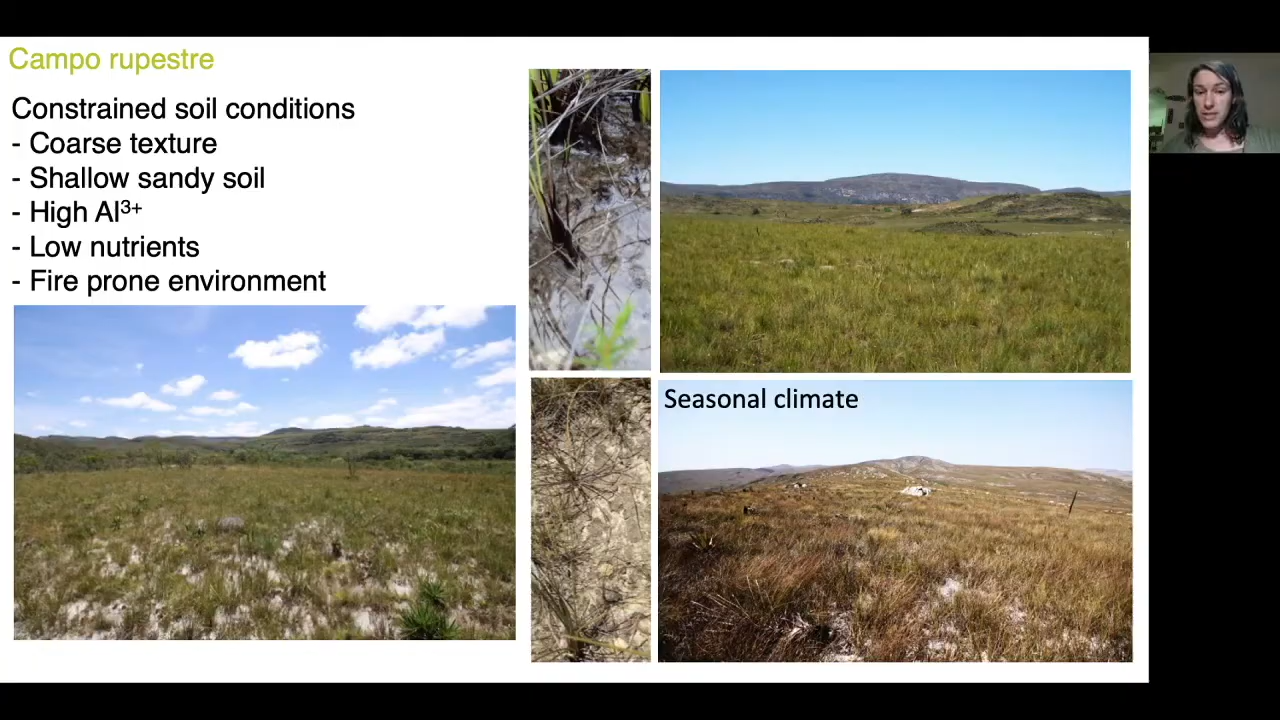 Campo rupestre
Constrained soil conditions
- Coarse texture
- Shallow sandy soil
- High Al³⁺
- Low nutrients
- Fire prone environment
Seasonal climate